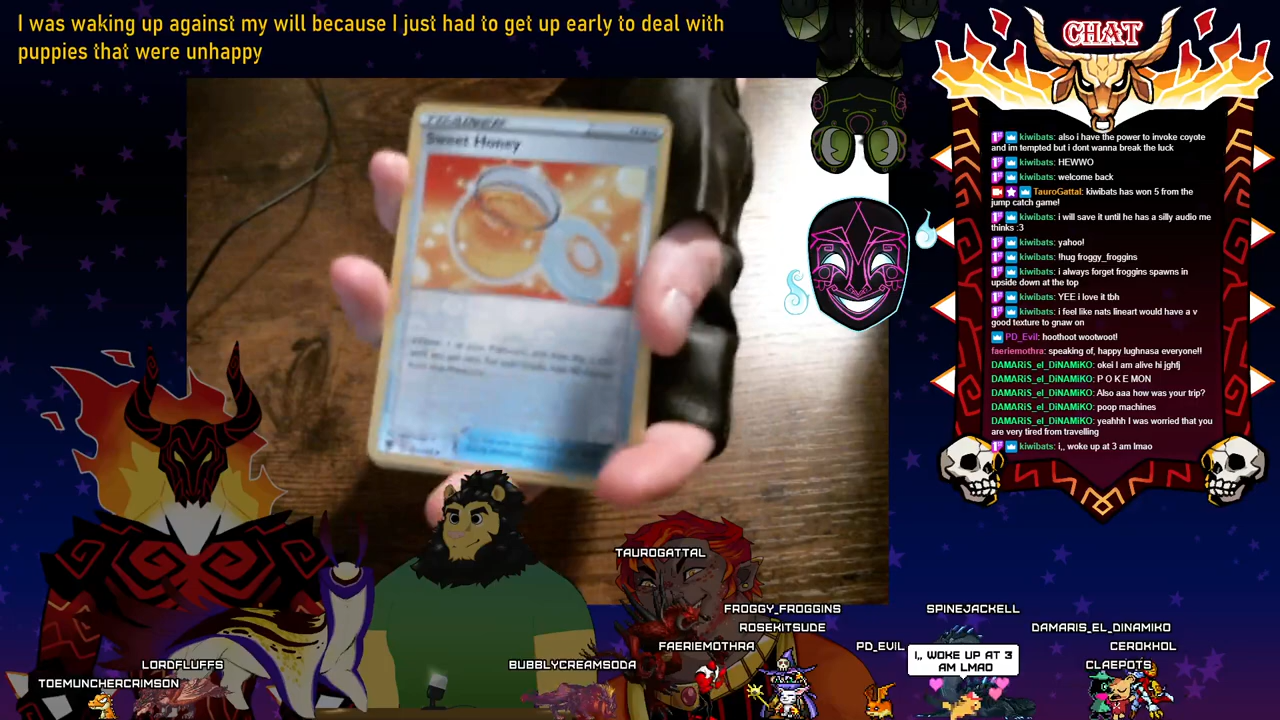 I was waking up against my will because I just had to get up early to deal with
puppies that were unhappy
CHAT
kiwibats: also i have the power to invoke coyote
and im tempted but i dont wanna break the luck
kiwibats: HEWWO
kiwibats: welcome back
TauroGattal: kiwibats has won 5 from the
jump catch game!
kiwibats: i will save it until he has a silly audio me
thinks :3
kiwibats: yahoo!
kiwibats: !hug froggy_froggins
kiwibats: i always forget froggins spawns in
upside down at the top
kiwibats: YEE i love it tbh
kiwibats: i feel like nats lineart would have a v
good texture to gnaw on
PD_Evil: hoothoot wootwoot!
faeriemothra: speaking of, happy lughnasa everyone!!
DAMARiS_el_DiNAMiKO: okei I am alive hi jghfj
DAMARiS_el_DiNAMiKO: P O K E MON
DAMARiS_el_DiNAMiKO: Also aaa how was your trip?
DAMARiS_el_DiNAMiKO: poop machines
DAMARiS_el_DiNAMiKO: yeahhh I was worried that you
are very tired from travelling
kiwibats: i,, woke up at 3 am lmao
Sweet Honey
TAUROGATTAL
FROGGY_FROGGINS
SPINEJACKELL
ROSEKITSUDE
DAMARIS_EL_DINAMIKO
FAERIEMOTHRA
PD_EVIL
CEROKHOL
I,, WOKE UP AT 3
AM LMAO
LORDFLUFFS
BUBBLYCREAMSODA
CLAEPOTS
TOEMUNCHERCRIMSON